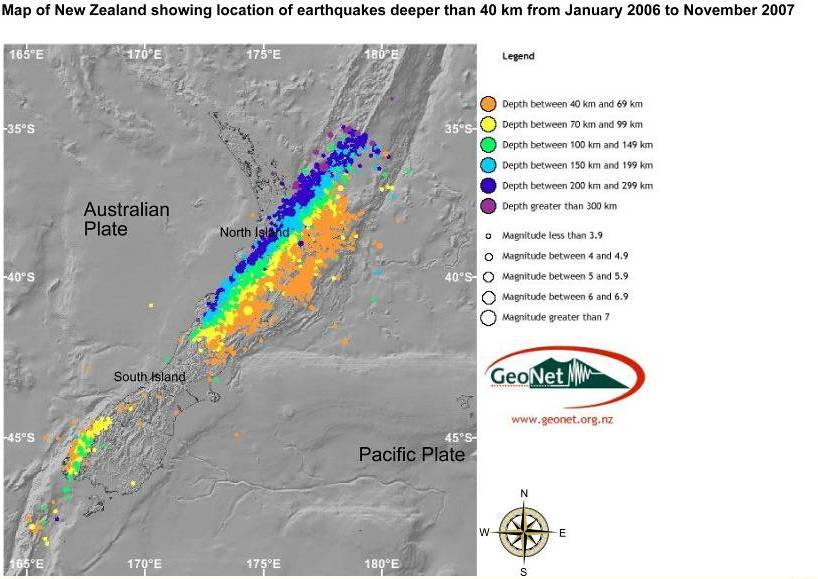 Map of New Zealand showing location of earthquakes deeper than 40 km from January 2006 to November 2007
165°E 170°E 175°E 180°E
Legend
Depth between 40 km and 69 km
Depth between 70 km and 99 km
Depth between 100 km and 149 km
Depth between 150 km and 199 km
Depth between 200 km and 299 km
Depth greater than 300 km
Magnitude less than 3.9
Magnitude between 4 and 4.9
Magnitude between 5 and 5.9
Magnitude between 6 and 6.9
Magnitude greater than 7
35°S 35°S
Australian
Plate
North Island
40°S 40°S
South Island
GeoNet
www.geonet.org.nz
45°S 45°S
Pacific Plate
N
W E
S
165°E 170°E 175°E 180°E